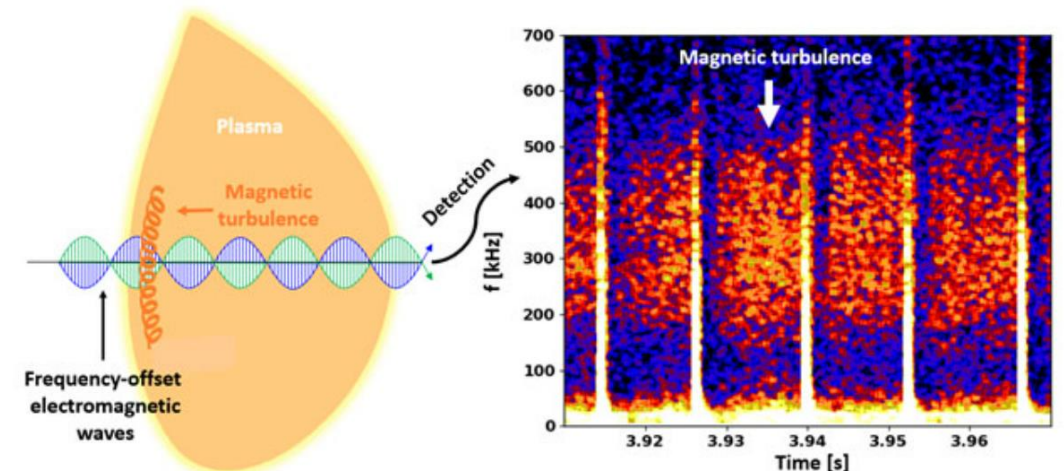 Plasma
Magnetic
turbulence
Detection
Frequency-offset
electromagnetic
waves
Magnetic turbulence
f [kHz]
700
600
500
400
300
200
100
0
3.92 3.93 3.94 3.95 3.96
Time [s]